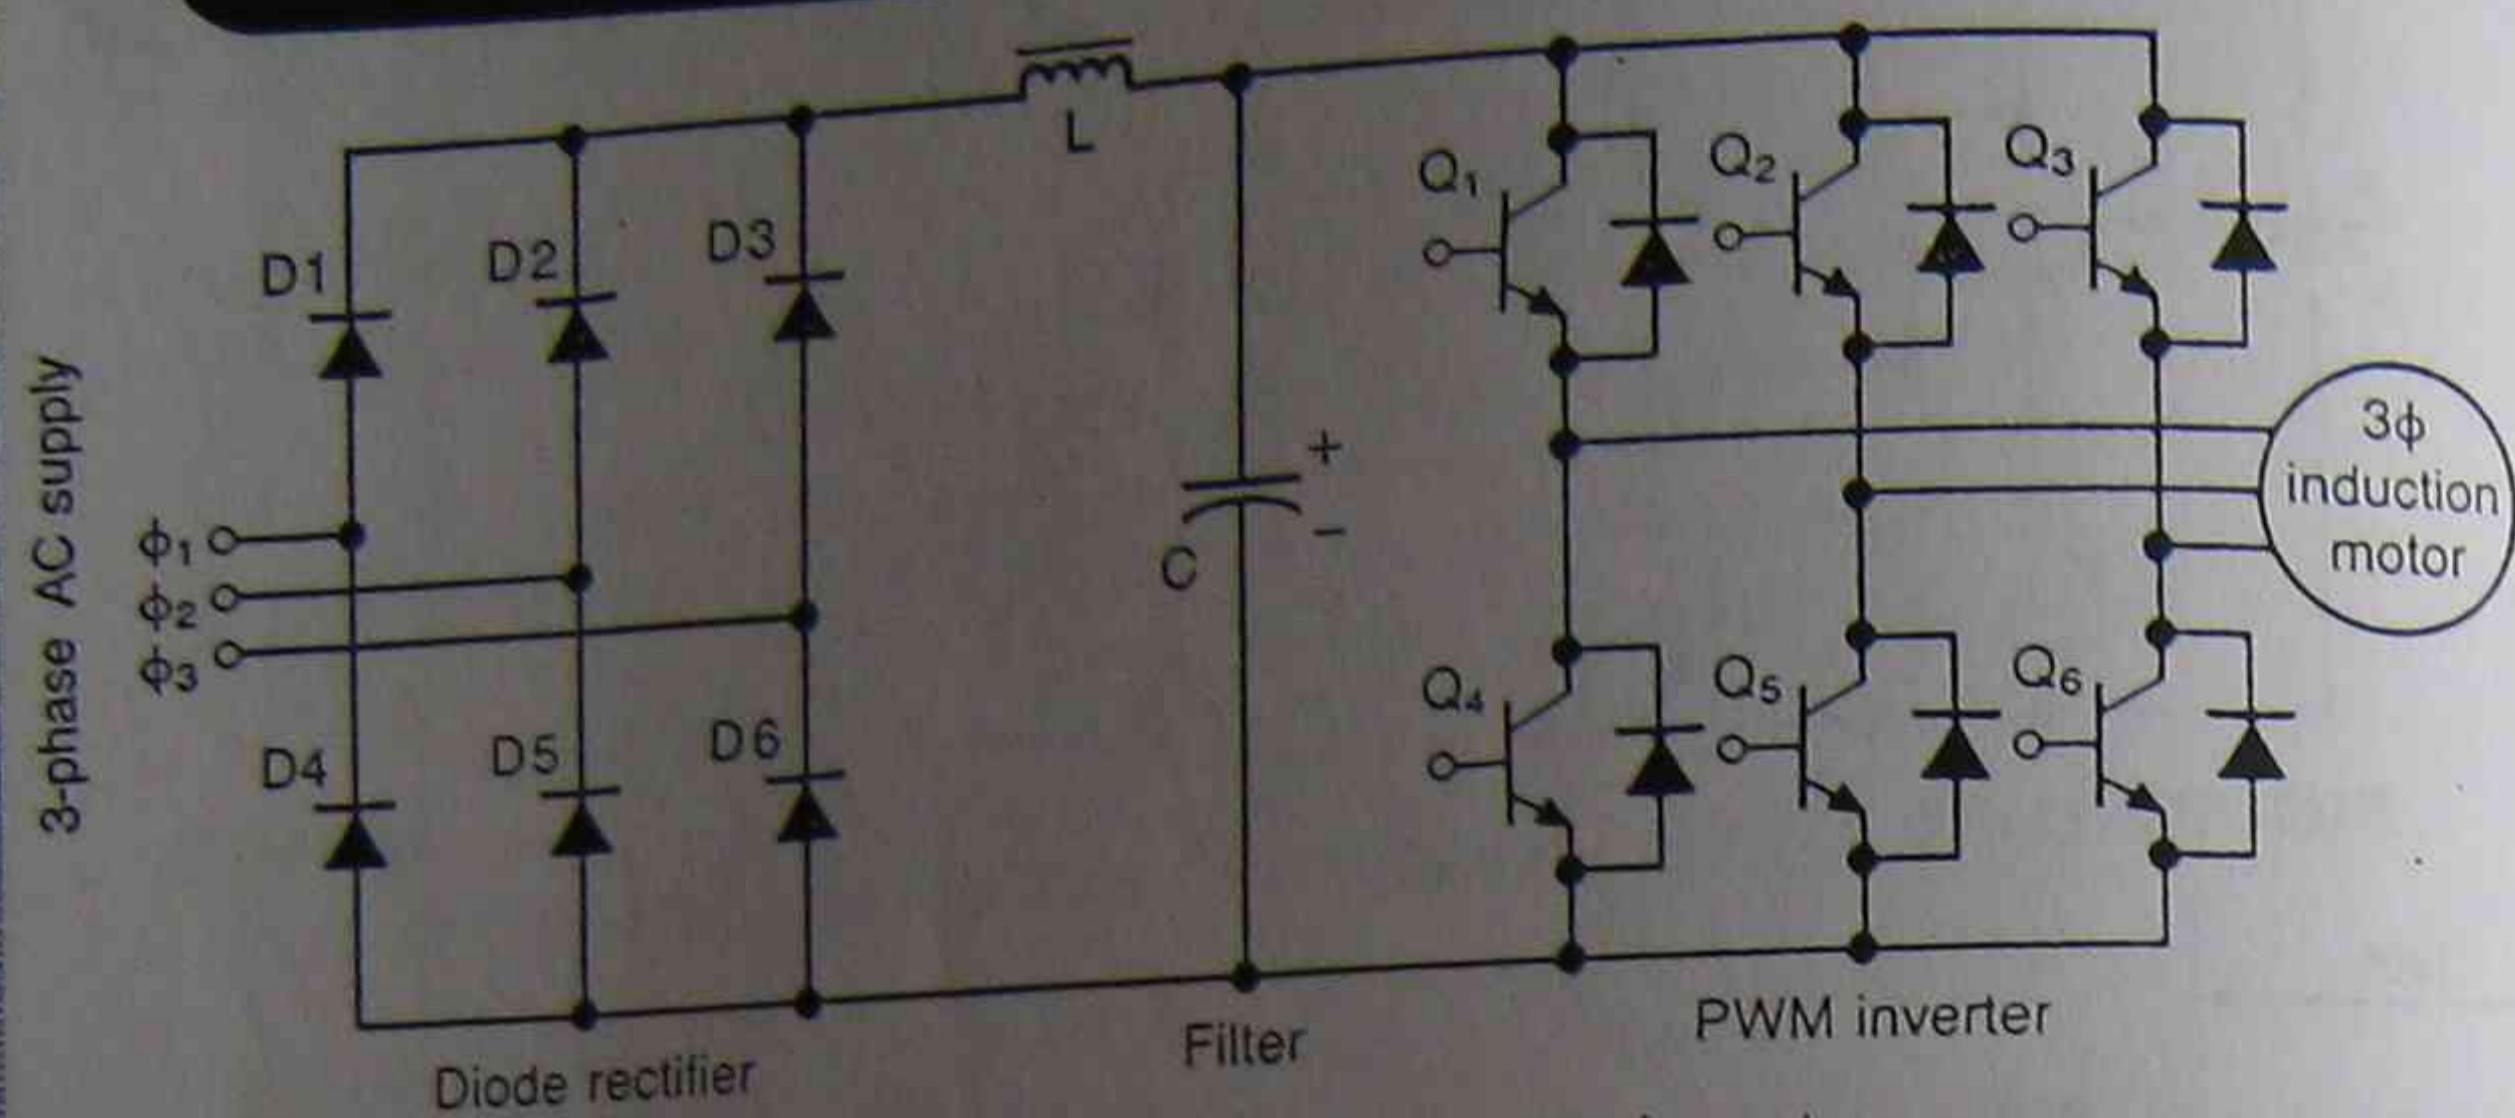 3-phase AC supply
ϕ1
ϕ2
ϕ3
D1
D2
D3
D4
D5
D6
L
C
+
−
Q1
Q2
Q3
Q4
Q5
Q6
3ϕ
induction
motor
Diode rectifier
Filter
PWM inverter